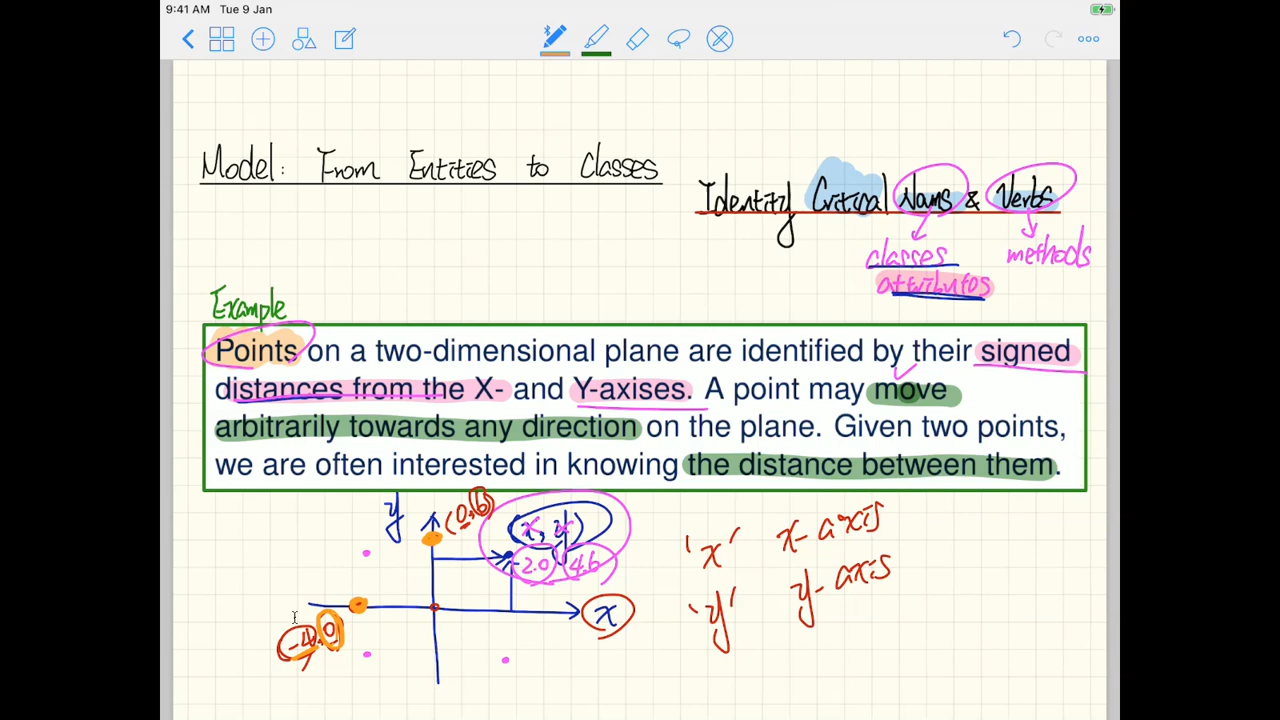 9:41 AM Tue 9 Jan
Model: From Entities to Classes
Identity Critical Nouns & Verbs
classes methods
attributes
Example
Points on a two-dimensional plane are identified by their signed
distances from the X- and Y-axises. A point may move
arbitrarily towards any direction on the plane. Given two points,
we are often interested in knowing the distance between them.
y (0,6) (x, y) 'x' x-axis
2.0 4.6
x 'y' y-axis
-4,0